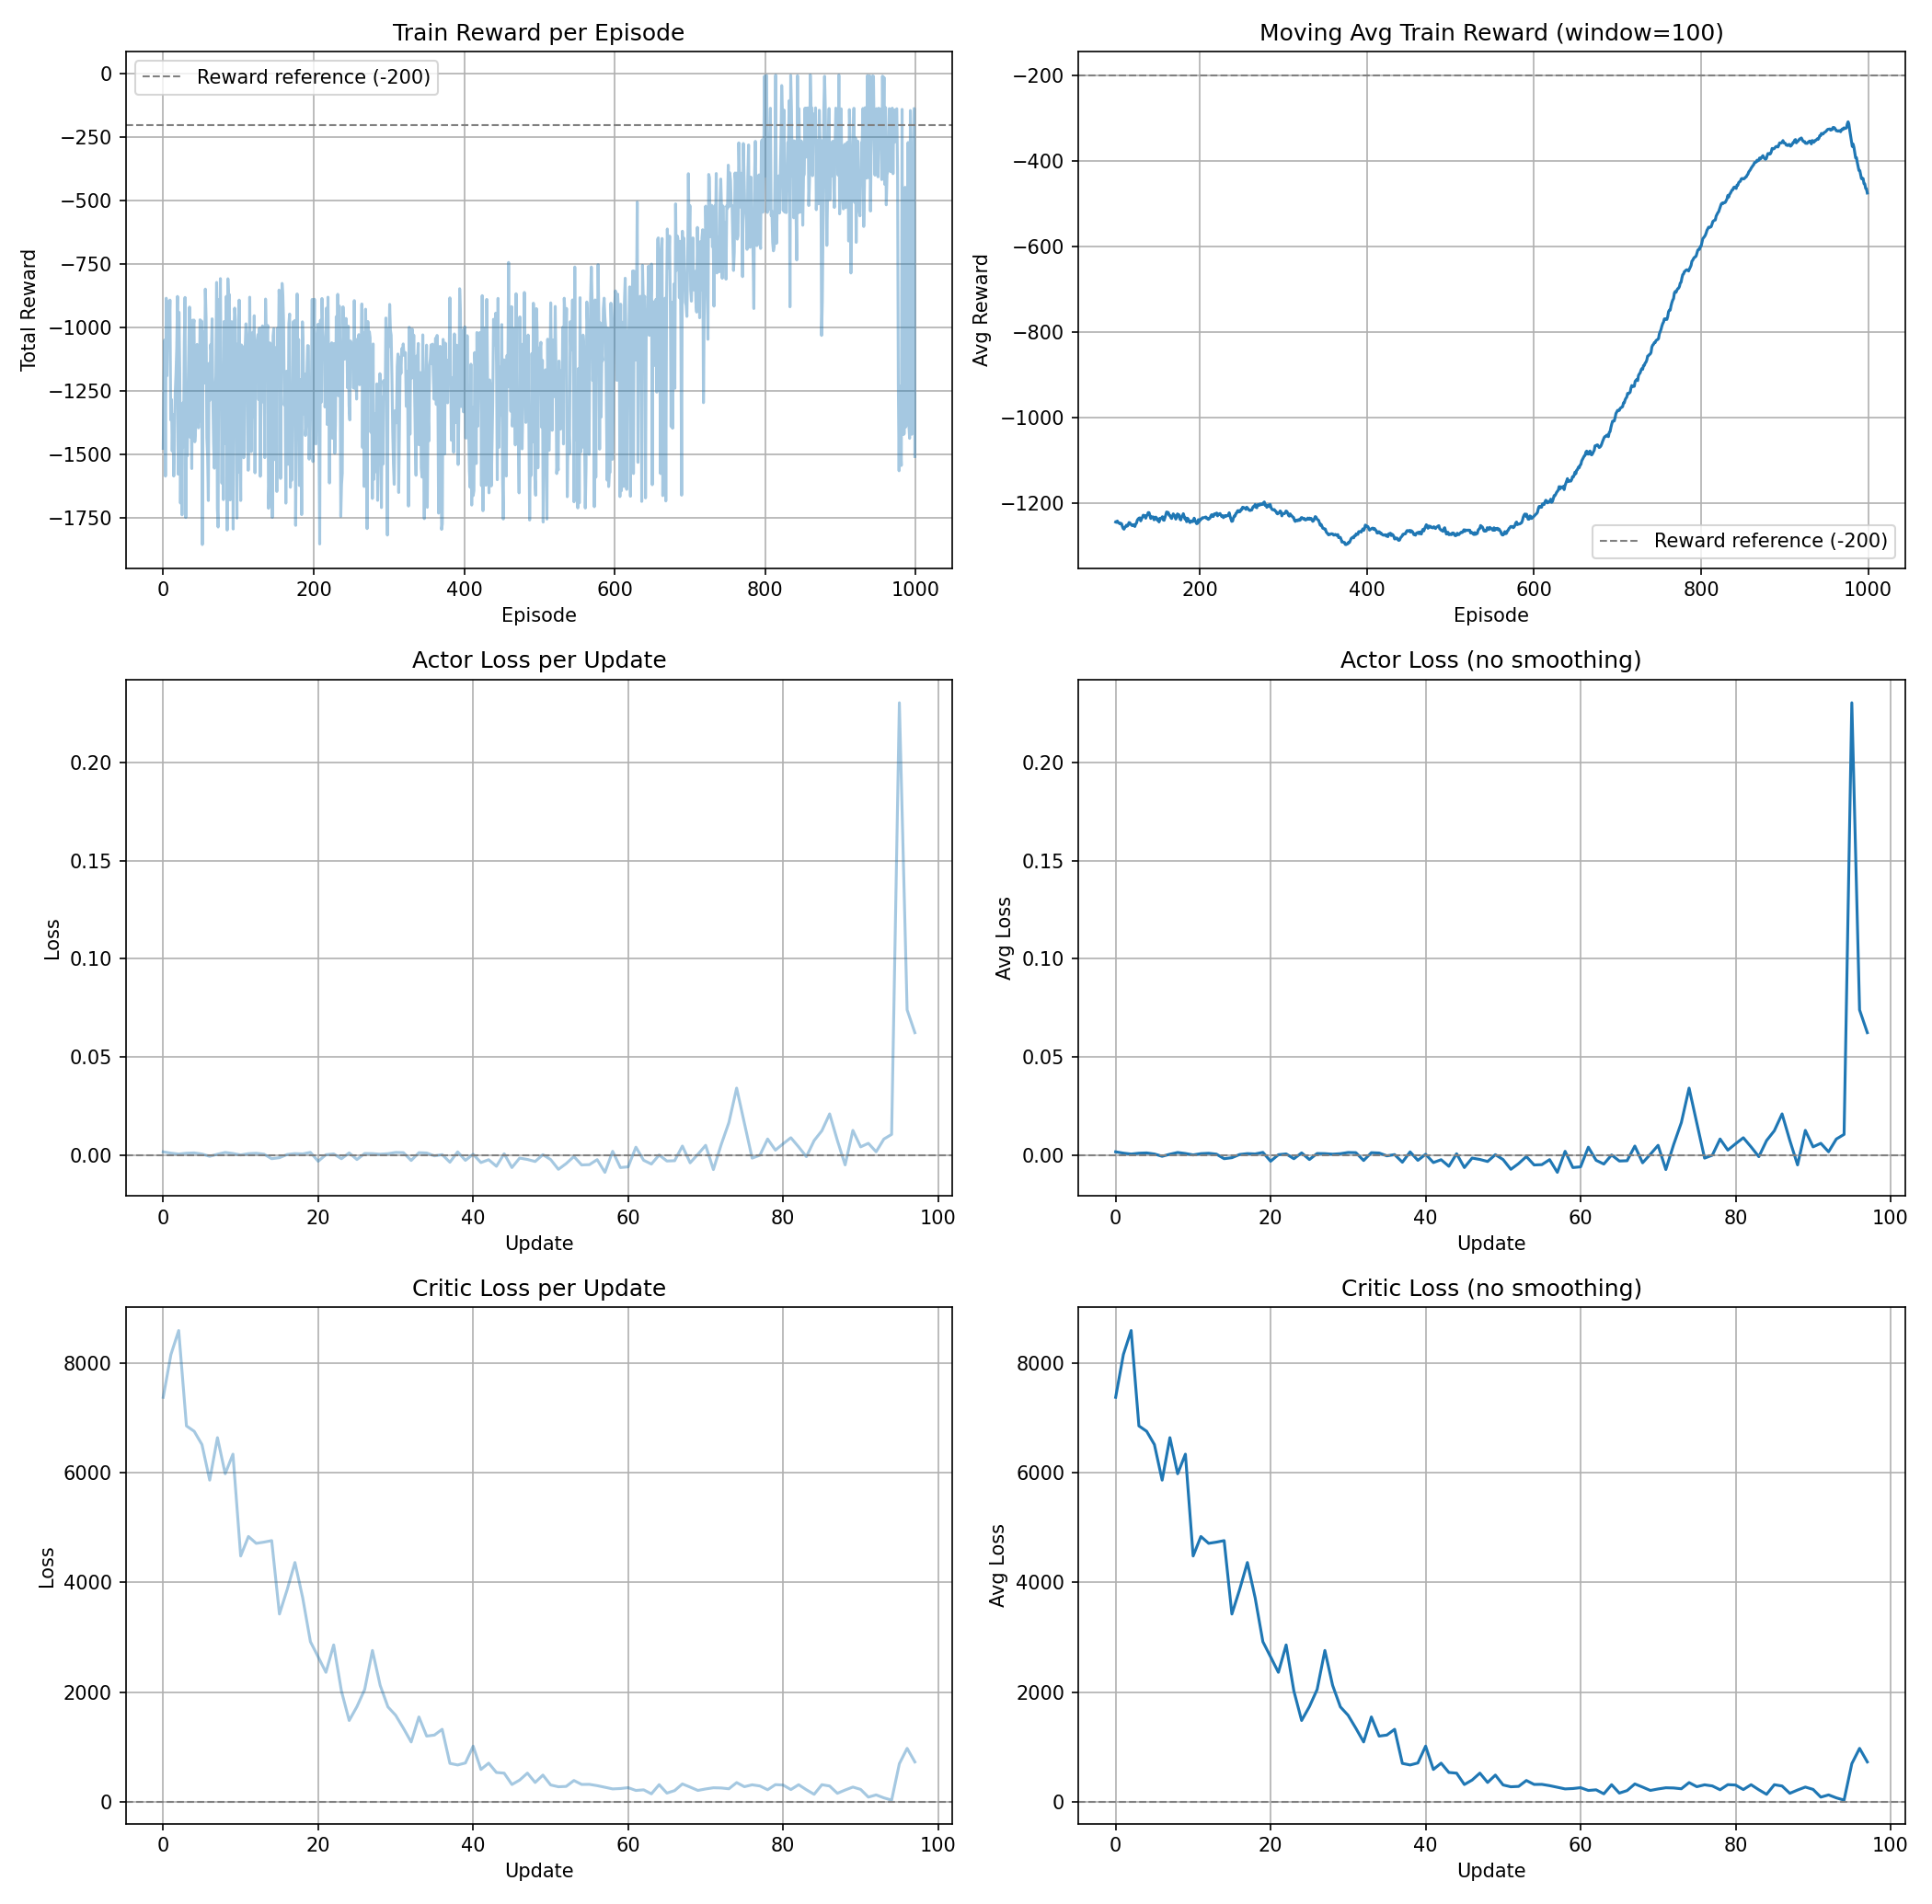 Train Reward per Episode
Total Reward
0
−250
−500
−750
−1000
−1250
−1500
−1750
Reward reference (-200)
0 200 400 600 800 1000
Episode
Moving Avg Train Reward (window=100)
Avg Reward
−200
−400
−600
−800
−1000
−1200
Reward reference (-200)
200 400 600 800 1000
Episode
Actor Loss per Update
Loss
0.20
0.15
0.10
0.05
0.00
0 20 40 60 80 100
Update
Actor Loss (no smoothing)
Avg Loss
0.20
0.15
0.10
0.05
0.00
0 20 40 60 80 100
Update
Critic Loss per Update
Loss
8000
6000
4000
2000
0
0 20 40 60 80 100
Update
Critic Loss (no smoothing)
Avg Loss
8000
6000
4000
2000
0
0 20 40 60 80 100
Update